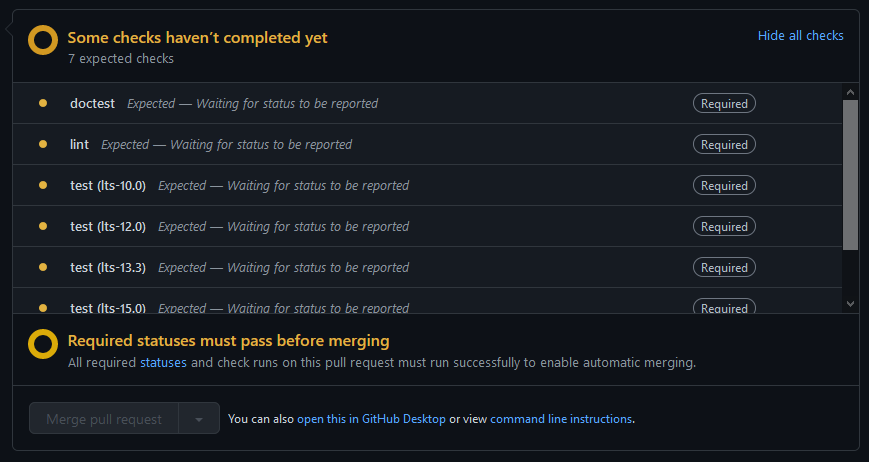 Some checks haven't completed yet
Hide all checks
7 expected checks
doctest Expected — Waiting for status to be reported Required
lint Expected — Waiting for status to be reported Required
test (lts-10.0) Expected — Waiting for status to be reported Required
test (lts-12.0) Expected — Waiting for status to be reported Required
test (lts-13.3) Expected — Waiting for status to be reported Required
test (lts-15.0) Expected — Waiting for status to be reported Required
Required statuses must pass before merging
All required statuses and check runs on this pull request must run successfully to enable automatic merging.
Merge pull request You can also open this in GitHub Desktop or view command line instructions.